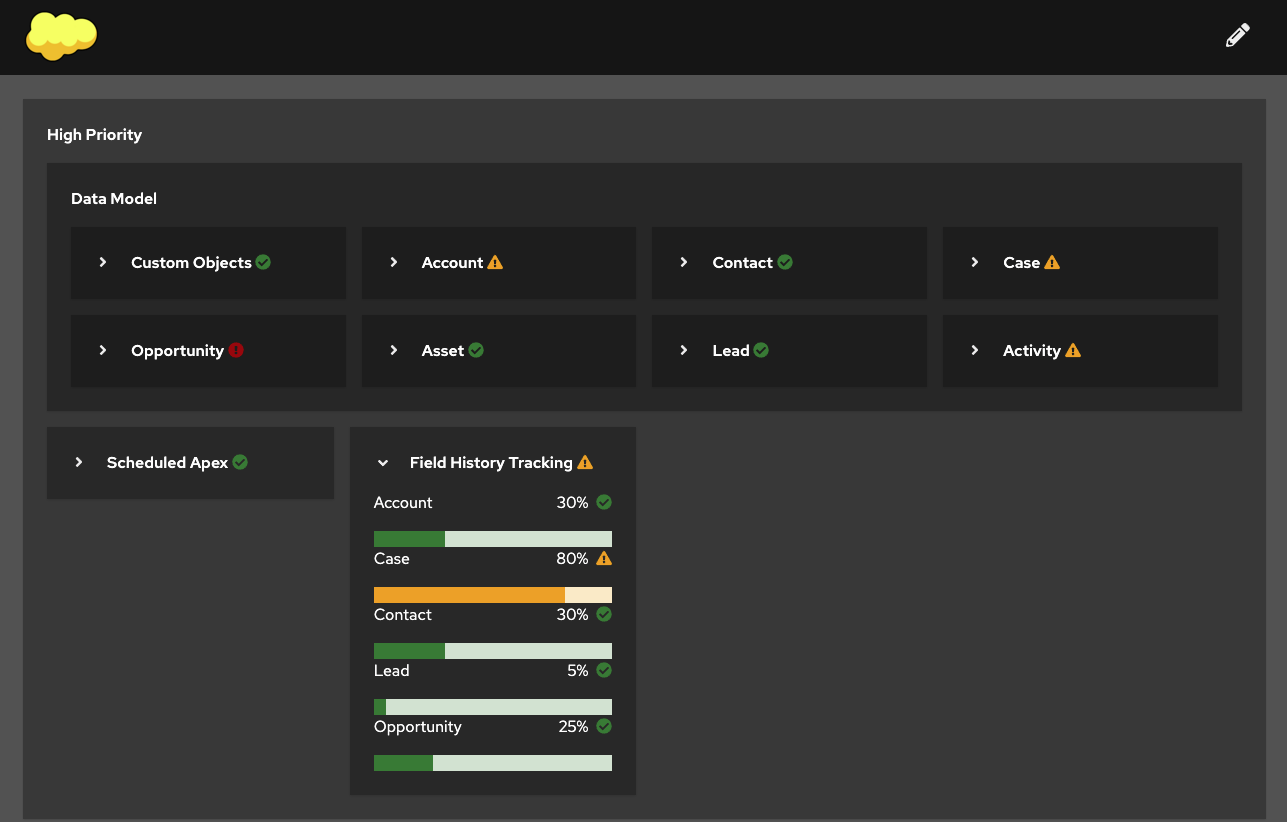 High Priority
Data Model
Custom Objects
Account
Contact
Case
Opportunity
Asset
Lead
Activity
Scheduled Apex
Field History Tracking
Account 30%
Case 80%
Contact 30%
Lead 5%
Opportunity 25%